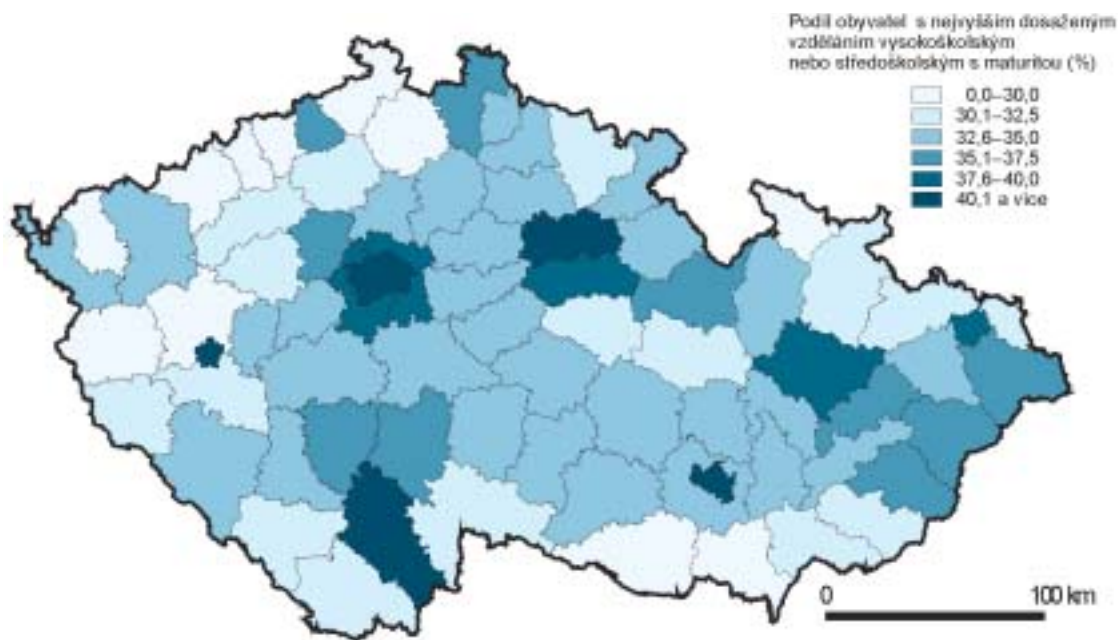 Podíl obyvatel s nejvyšším dosaženým
vzděláním vysokoškolským
nebo středoškolským s maturitou (%)
0,0–30,0
30,1–32,5
32,6–35,0
35,1–37,5
37,6–40,0
40,1 a více
0 100 km